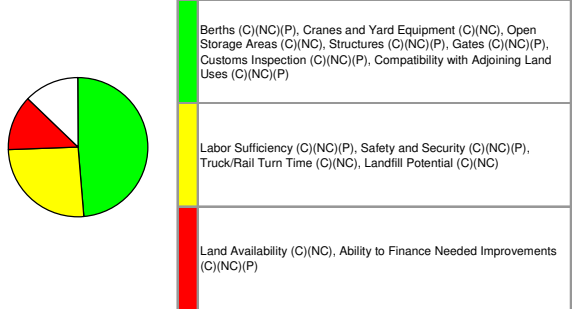 Berths (C)(NC)(P), Cranes and Yard Equipment (C)(NC), Open
Storage Areas (C)(NC), Structures (C)(NC)(P), Gates (C)(NC)(P),
Customs Inspection (C)(NC)(P), Compatibility with Adjoining Land
Uses (C)(NC)(P)
Labor Sufficiency (C)(NC)(P), Safety and Security (C)(NC)(P),
Truck/Rail Turn Time (C)(NC), Landfill Potential (C)(NC)
Land Availability (C)(NC), Ability to Finance Needed Improvements
(C)(NC)(P)